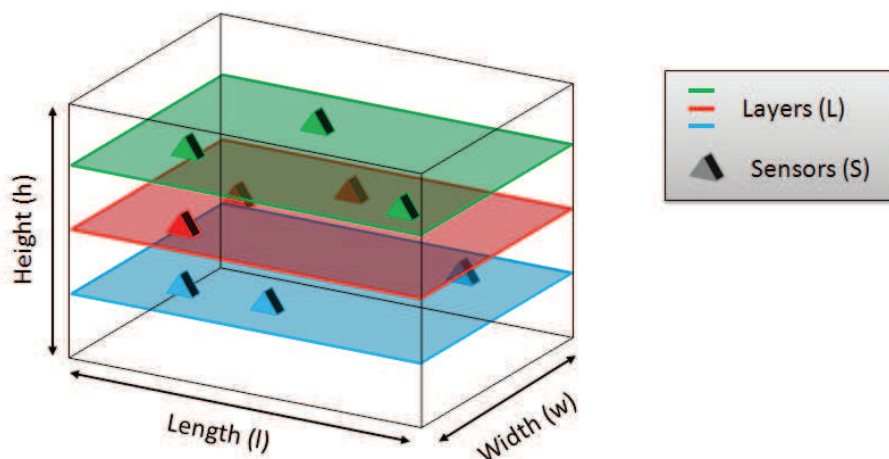 Height (h)
Length (l)
Width (w)
Layers (L)
Sensors (S)